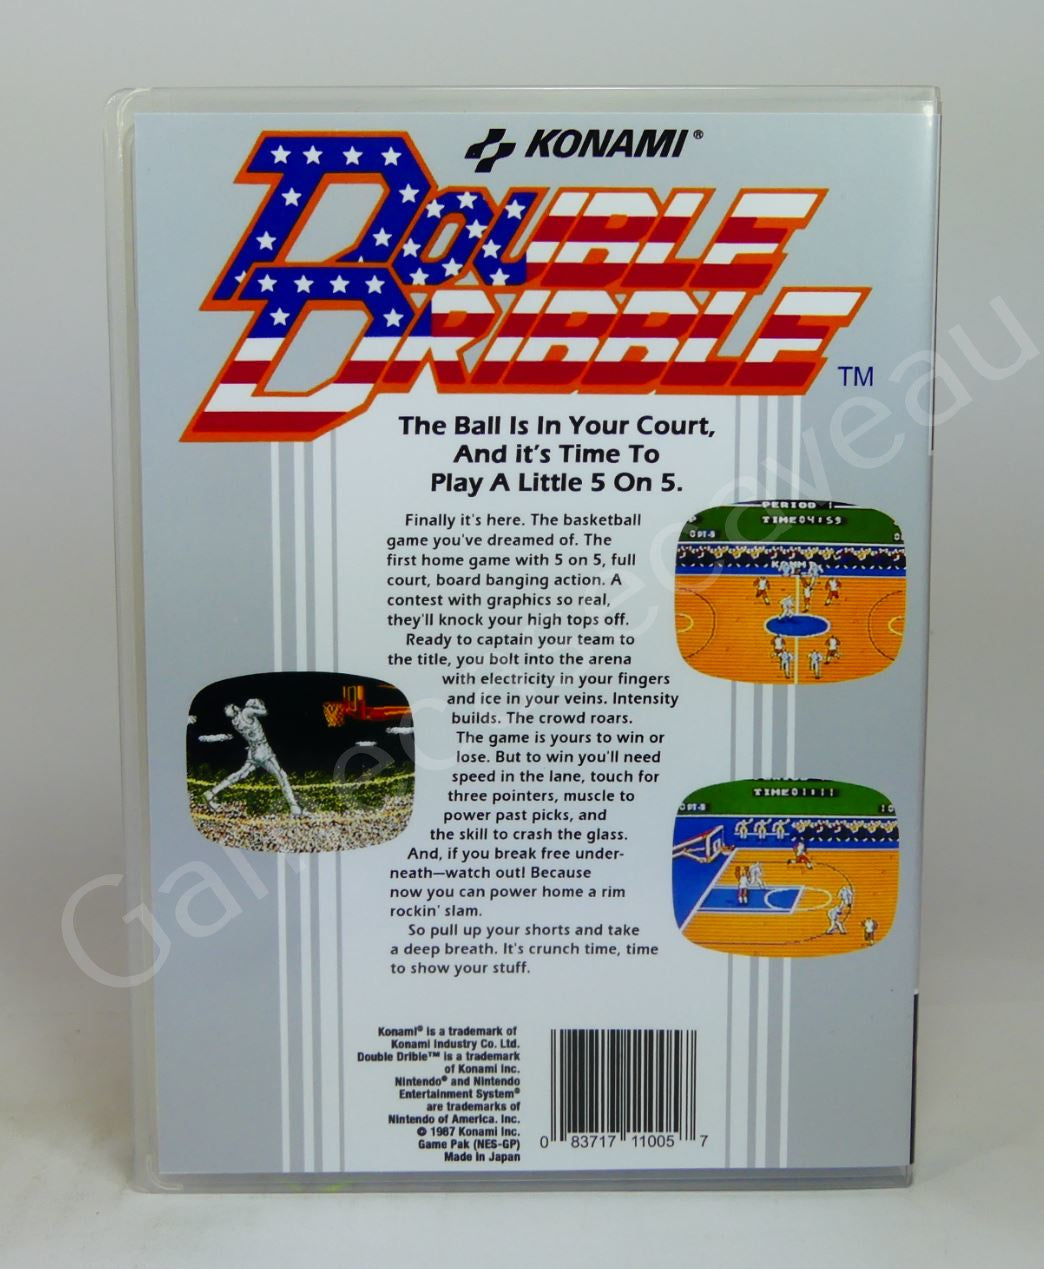 KONAMI®
DOUBLE
DRIBBLE TM
The Ball Is In Your Court,
And it's Time To
Play A Little 5 On 5.
Finally it's here. The basketball
game you've dreamed of. The
first home game with 5 on 5, full
court, board banging action. A
contest with graphics so real,
they'll knock your high tops off.
Ready to captain your team to
the title, you bolt into the arena
with electricity in your fingers
and ice in your veins. Intensity
builds. The crowd roars.
The game is yours to win or
lose. But to win you'll need
speed in the lane, touch for
three pointers, muscle to
power past picks, and
the skill to crash the glass.
And, if you break free under-
neath—watch out! Because
now you can power home a rim
rockin' slam.
So pull up your shorts and take
a deep breath. It's crunch time, time
to show your stuff.
PERIOD 1
TIME 04:59
0 PT-S
KONAMI
TIME 01:11
PT-S
Konami® is a trademark of
Konami Industry Co. Ltd.
Double Drible™ is a trademark
of Konami Inc.
Nintendo® and Nintendo
Entertainment System®
are trademarks of
Nintendo of America. Inc.
© 1987 Konami Inc.
Game Pak (NES-GP)
Made in Japan
0 83717 11005 7